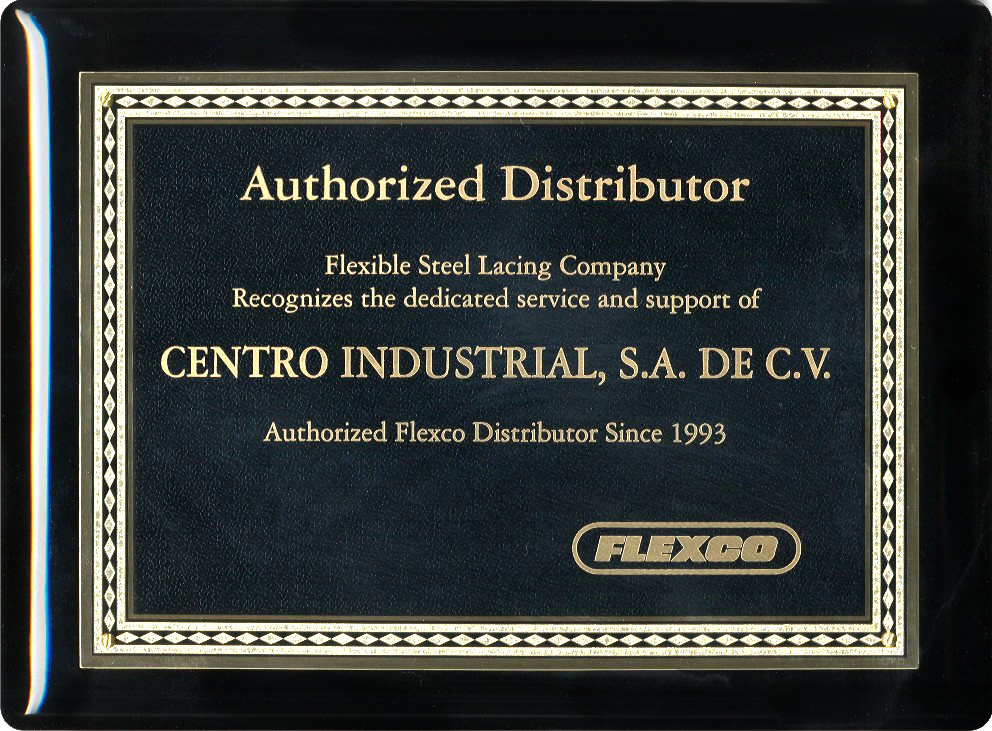 Authorized Distributor
Flexible Steel Lacing Company
Recognizes the dedicated service and support of
CENTRO INDUSTRIAL, S.A. DE C.V.
Authorized Flexco Distributor Since 1993
FLEXCO